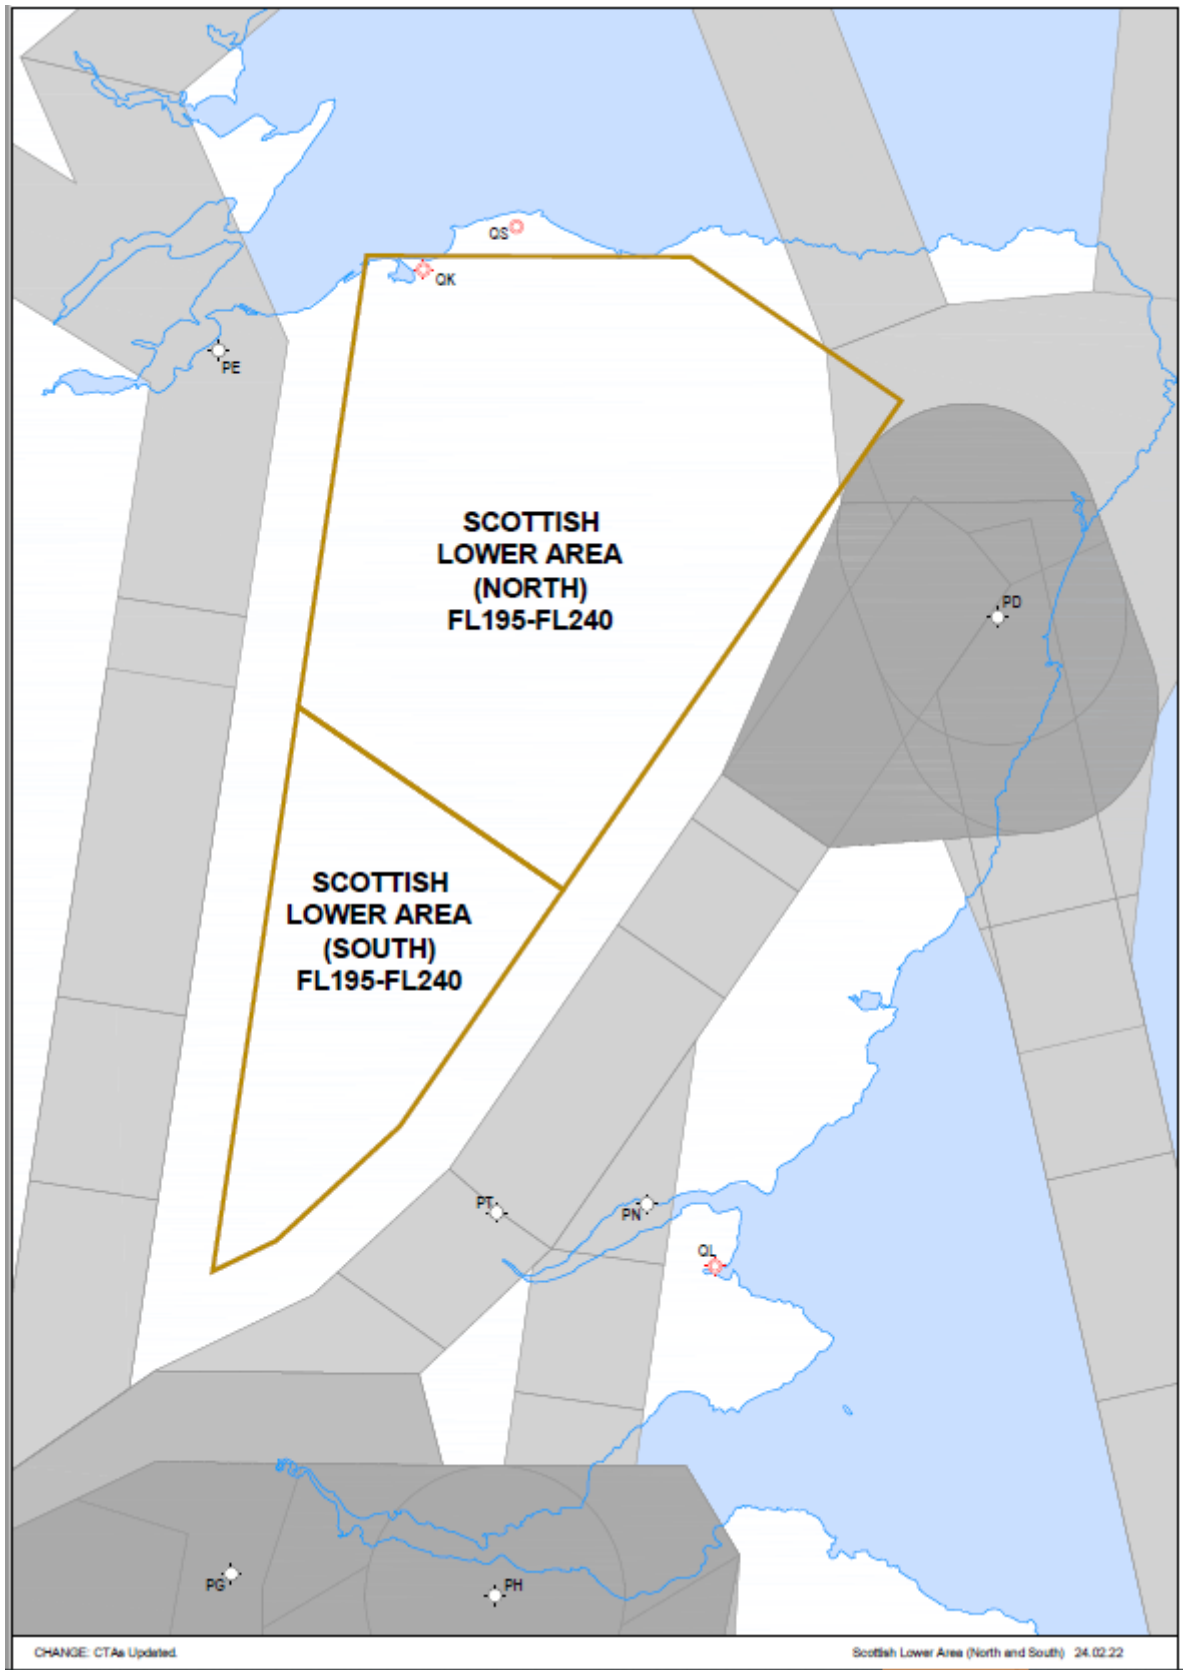 QS
QK
PE
SCOTTISH
LOWER AREA
(NORTH)
FL195-FL240
PD
SCOTTISH
LOWER AREA
(SOUTH)
FL195-FL240
PT
PN
QL
PG
PH
CHANGE: CTAs Updated.
Scottish Lower Area (North and South) 24.02.22